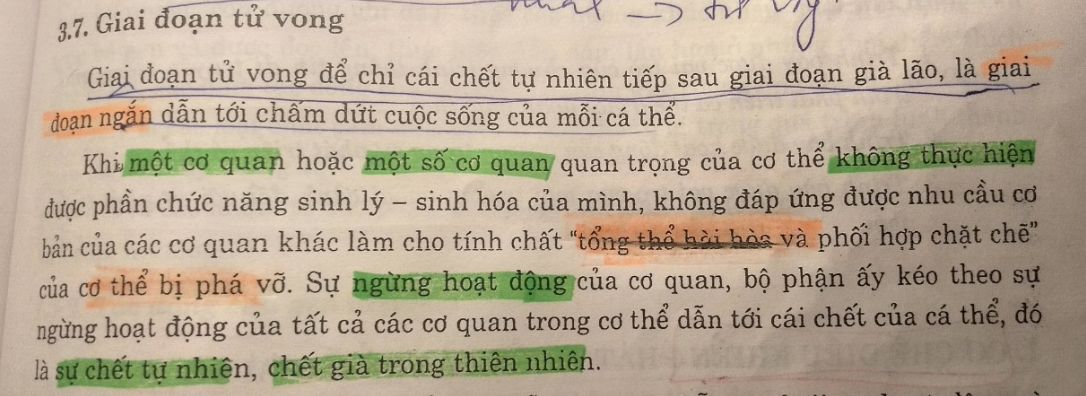 3.7. Giai đoạn tử vong
Giai đoạn tử vong để chỉ cái chết tự nhiên tiếp sau giai đoạn già lão, là giai
đoạn ngắn dẫn tới chấm dứt cuộc sống của mỗi cá thể.
Khi một cơ quan hoặc một số cơ quan quan trọng của cơ thể không thực hiện
được phần chức năng sinh lý – sinh hóa của mình, không đáp ứng được nhu cầu cơ
bản của các cơ quan khác làm cho tính chất “tổng thể hài hòa và phối hợp chặt chẽ”
của cơ thể bị phá vỡ. Sự ngừng hoạt động của cơ quan, bộ phận ấy kéo theo sự
ngừng hoạt động của tất cả các cơ quan trong cơ thể dẫn tới cái chết của cá thể, đó
là sự chết tự nhiên, chết già trong thiên nhiên.